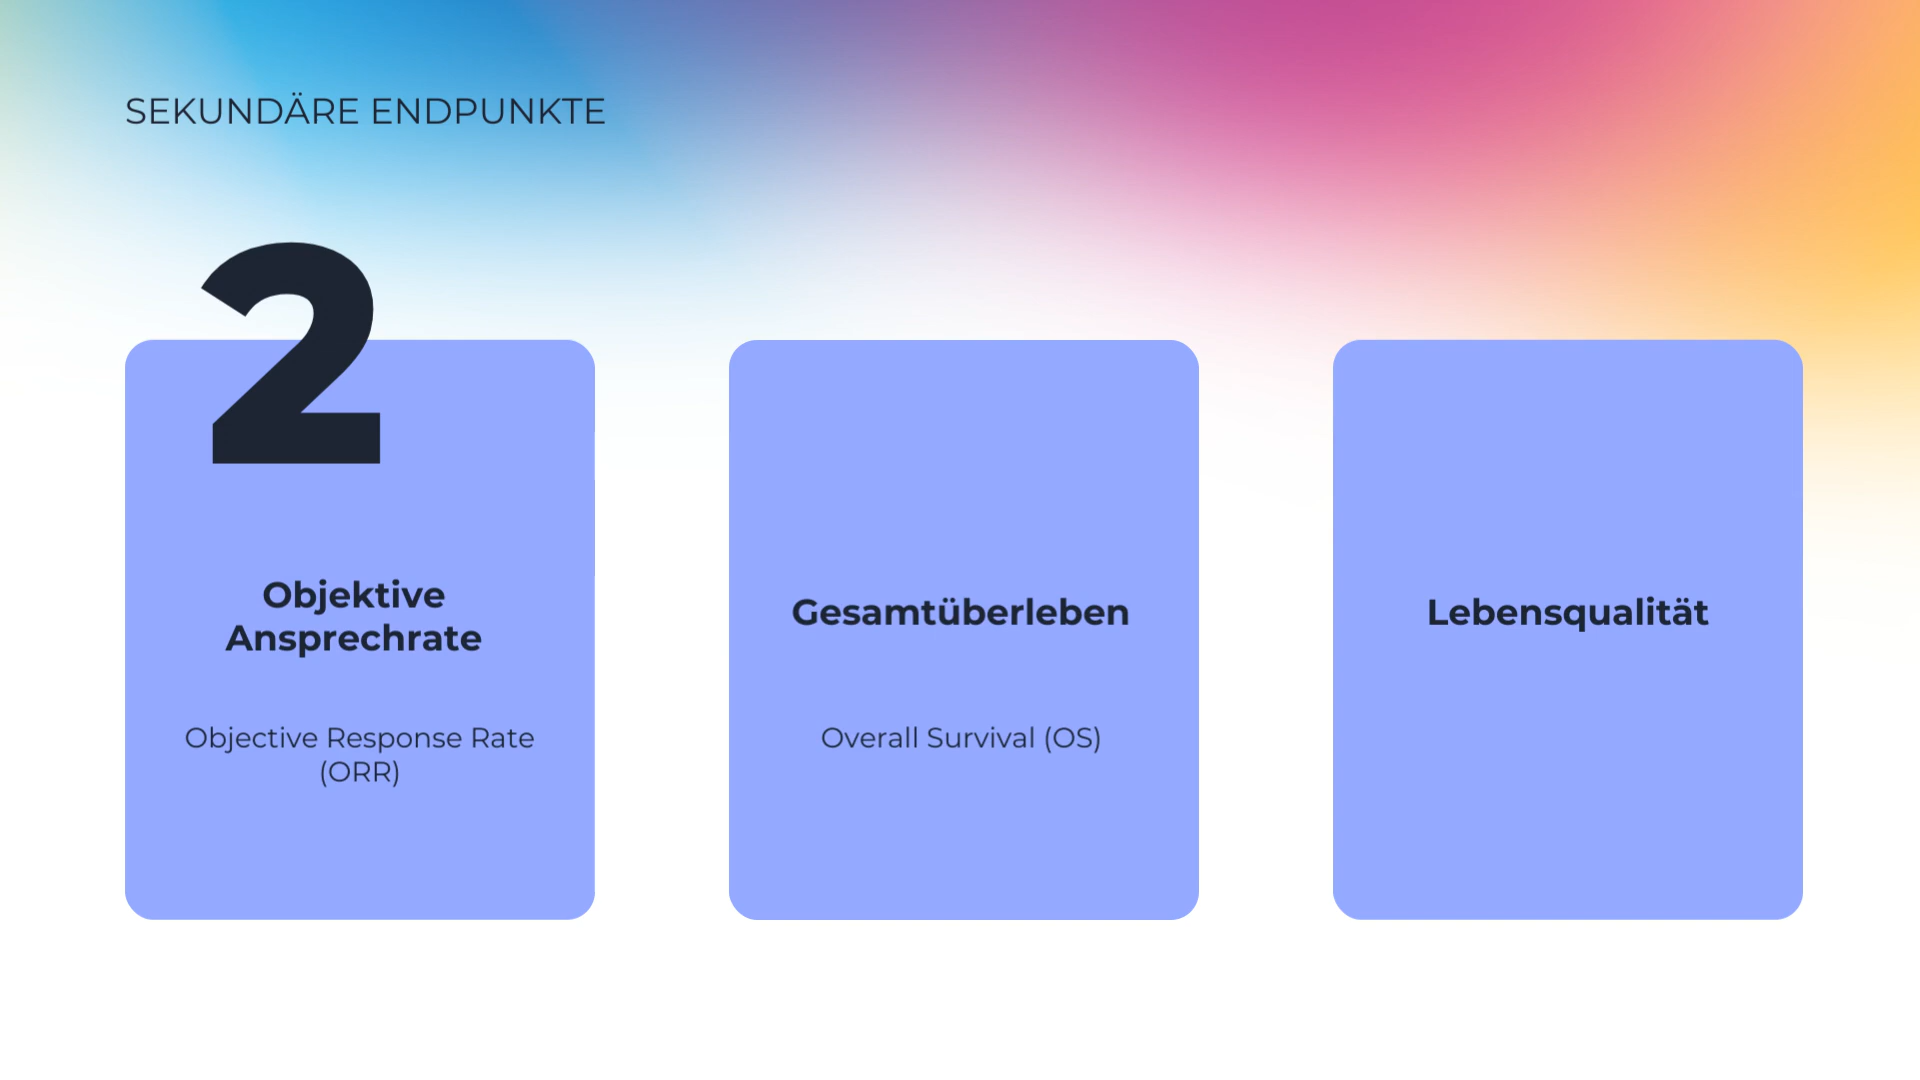 SEKUNDÄRE ENDPUNKTE
2
Objektive
Ansprechrate
Objective Response Rate
(ORR)
Gesamtüberleben
Overall Survival (OS)
Lebensqualität